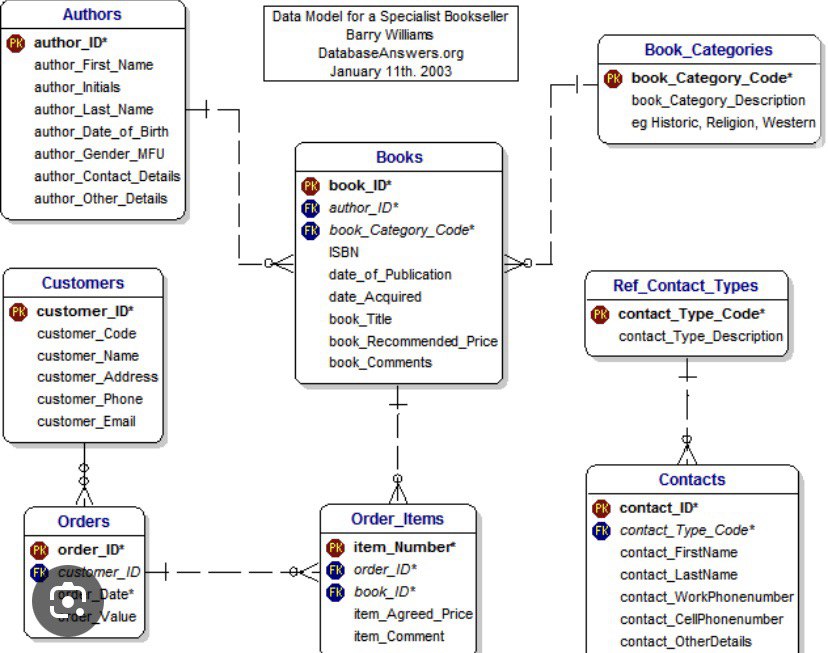 Authors
PK author_ID*
author_First_Name
author_Initials
author_Last_Name
author_Date_of_Birth
author_Gender_MFU
author_Contact_Details
author_Other_Details
Data Model for a Specialist Bookseller
Barry Williams
DatabaseAnswers.org
January 11th. 2003
Book_Categories
PK book_Category_Code*
book_Category_Description
eg Historic, Religion, Western
Books
PK book_ID*
FK author_ID*
FK book_Category_Code*
ISBN
date_of_Publication
date_Acquired
book_Title
book_Recommended_Price
book_Comments
Customers
PK customer_ID*
customer_Code
customer_Name
customer_Address
customer_Phone
customer_Email
Ref_Contact_Types
PK contact_Type_Code*
contact_Type_Description
Orders
PK order_ID*
FK customer_ID
order_Date*
order_Value
Order_Items
PK item_Number*
FK order_ID*
FK book_ID*
item_Agreed_Price
item_Comment
Contacts
PK contact_ID*
FK contact_Type_Code*
contact_FirstName
contact_LastName
contact_WorkPhonenumber
contact_CellPhonenumber
contact_OtherDetails